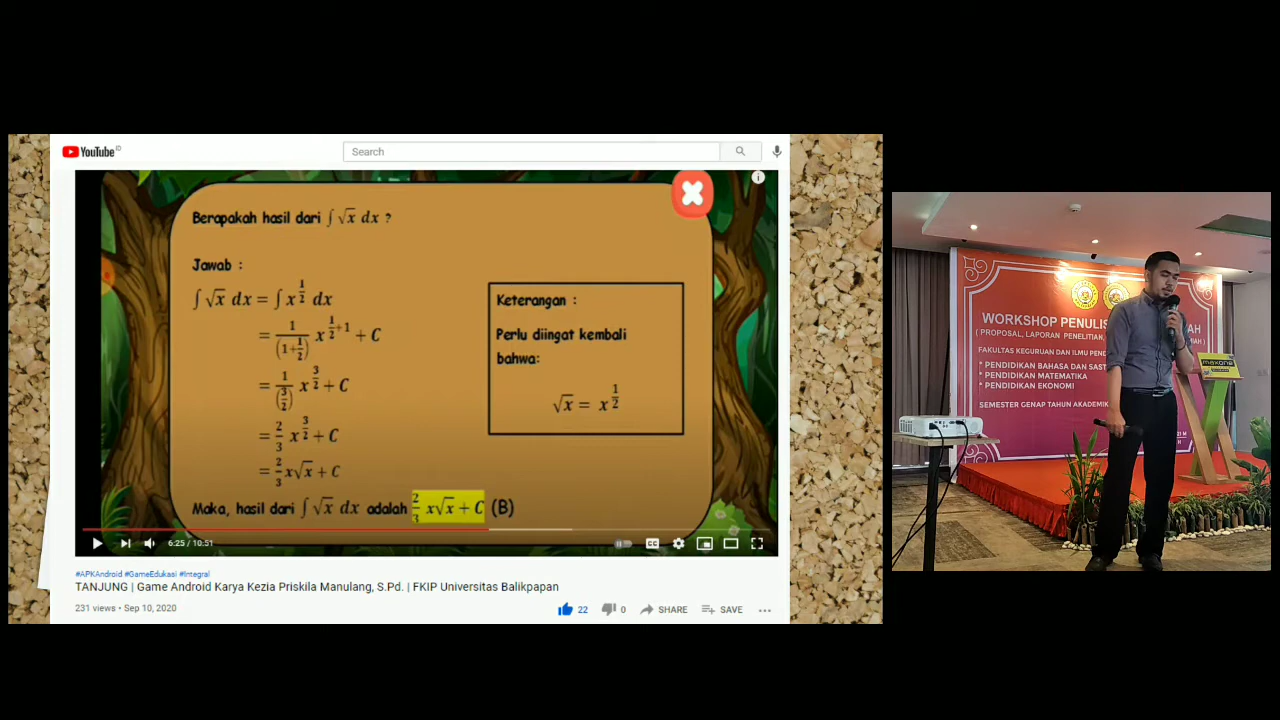 YouTube ID
Search
Berapakah hasil dari ∫ √x dx ?
Jawab :
∫ √x dx = ∫ x^(1/2) dx
= 1/(1+1/2) x^(1/2+1) + C
= 1/(3/2) x^(3/2) + C
= 2/3 x^(3/2) + C
= 2/3 x√x + C
Maka, hasil dari ∫ √x dx adalah 2/3 x√x + C (B)
Keterangan :
Perlu diingat kembali
bahwa:
√x = x^(1/2)
6:25 / 10:51
CC
#APKAndroid #GameEdukasi #Integral
TANJUNG | Game Android Karya Kezia Priskila Manulang, S.Pd. | FKIP Universitas Balikpapan
231 views • Sep 10, 2020
22
0
SHARE
SAVE
WORKSHOP PENULIS
( PROPOSAL, LAPORAN PENELITIAN,
FAKULTAS KEGURUAN DAN ILMU PEND
* PENDIDIKAN BAHASA DAN SAST
* PENDIDIKAN MATEMATIKA
* PENDIDIKAN EKONOMI
SEMESTER GENAP TAHUN AKADEMIK